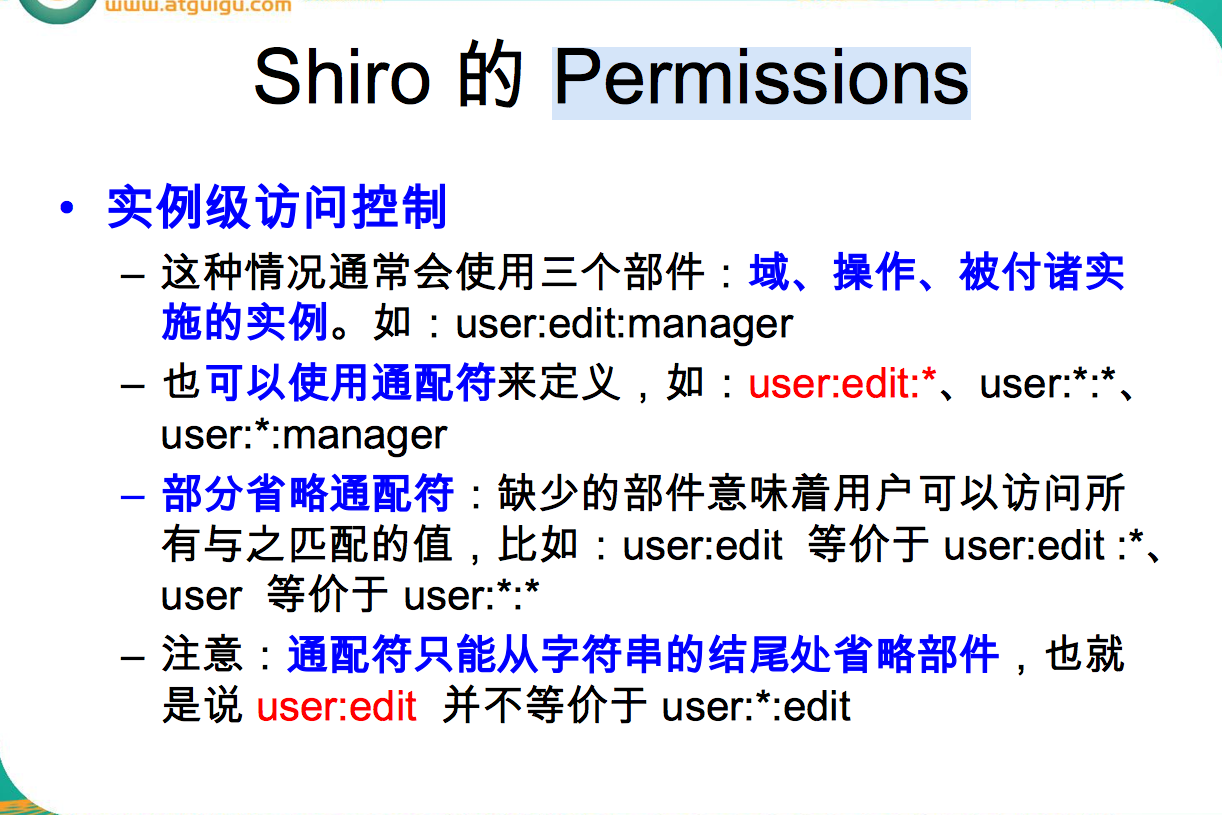 www.atguigu.com
Shiro 的 Permissions
• 实例级访问控制
– 这种情况通常会使用三个部件：域、操作、被付诸实
施的实例。如：user:edit:manager
– 也可以使用通配符来定义，如：user:edit:*、user:*:*、
user:*:manager
– 部分省略通配符：缺少的部件意味着用户可以访问所
有与之匹配的值，比如：user:edit 等价于 user:edit :*、
user 等价于 user:*:*
– 注意：通配符只能从字符串的结尾处省略部件，也就
是说 user:edit 并不等价于 user:*:edit